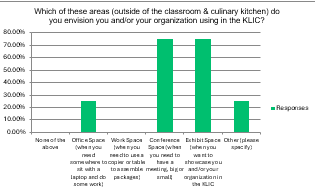 Which of these areas (outside of the classroom & culinary kitchen) do
you envision you and/or your organization using in the KLIC?
80.00%
70.00%
60.00%
50.00%
40.00%
30.00%
20.00%
10.00%
0.00%
Responses
None of the
above
Office Space
(when you
need
somewhere to
sit with a
laptop and do
some work)
Work Space
(when you
need to use a
copier or table
to assemble
packages)
Conference
Space (when
you need to
have a
meeting, big or
small)
Exhibit Space
(when you
want to
showcase you
and/or your
organization in
the KLIC
Other (please
specify)